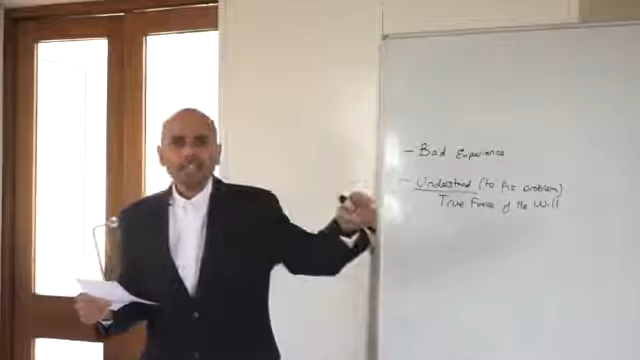 - Bad Experience
- Understand (to fix problem)
True Force of the Will